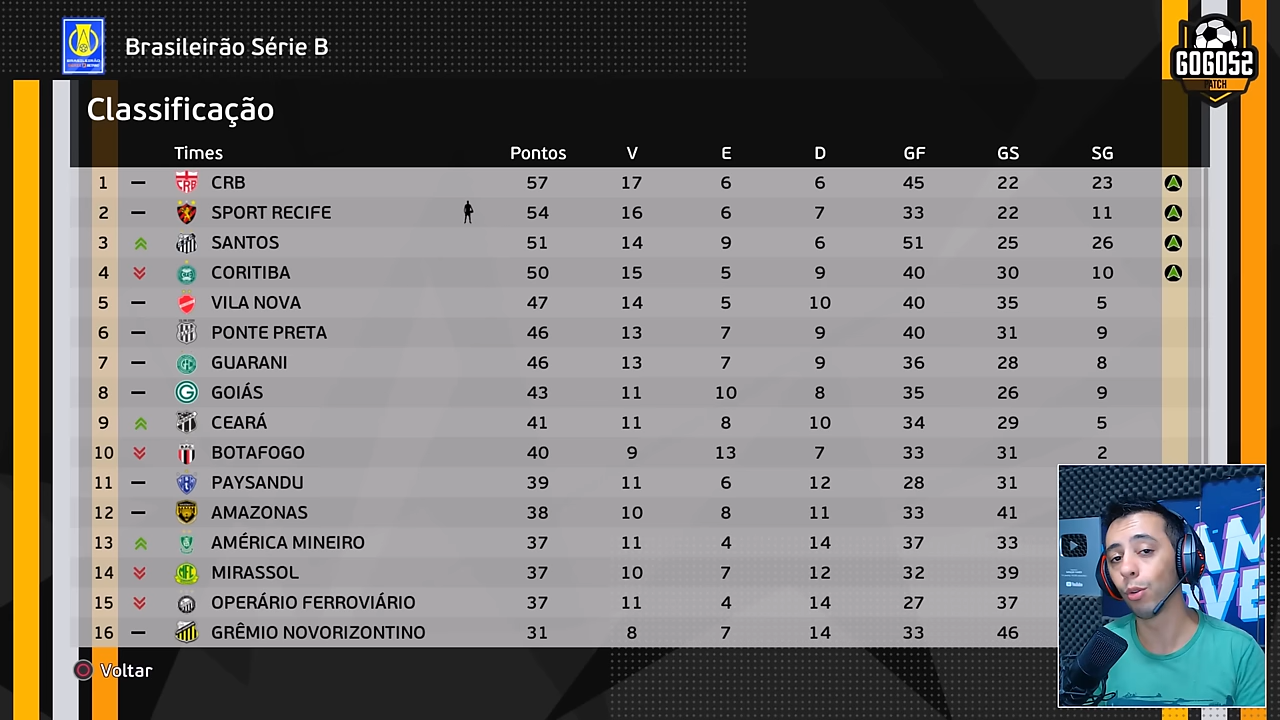 Brasileirão Série B
GOGOS2
PATCH
Classificação
Times Pontos V E D GF GS SG
1 CRB 57 17 6 6 45 22 23
2 SPORT RECIFE 54 16 6 7 33 22 11
3 SANTOS 51 14 9 6 51 25 26
4 CORITIBA 50 15 5 9 40 30 10
5 VILA NOVA 47 14 5 10 40 35 5
6 PONTE PRETA 46 13 7 9 40 31 9
7 GUARANI 46 13 7 9 36 28 8
8 GOIÁS 43 11 10 8 35 26 9
9 CEARÁ 41 11 8 10 34 29 5
10 BOTAFOGO 40 9 13 7 33 31 2
11 PAYSANDU 39 11 6 12 28 31
12 AMAZONAS 38 10 8 11 33 41
13 AMÉRICA MINEIRO 37 11 4 14 37 33
14 MIRASSOL 37 10 7 12 32 39
15 OPERÁRIO FERROVIÁRIO 37 11 4 14 27 37
16 GRÊMIO NOVORIZONTINO 31 8 7 14 33 46
Voltar